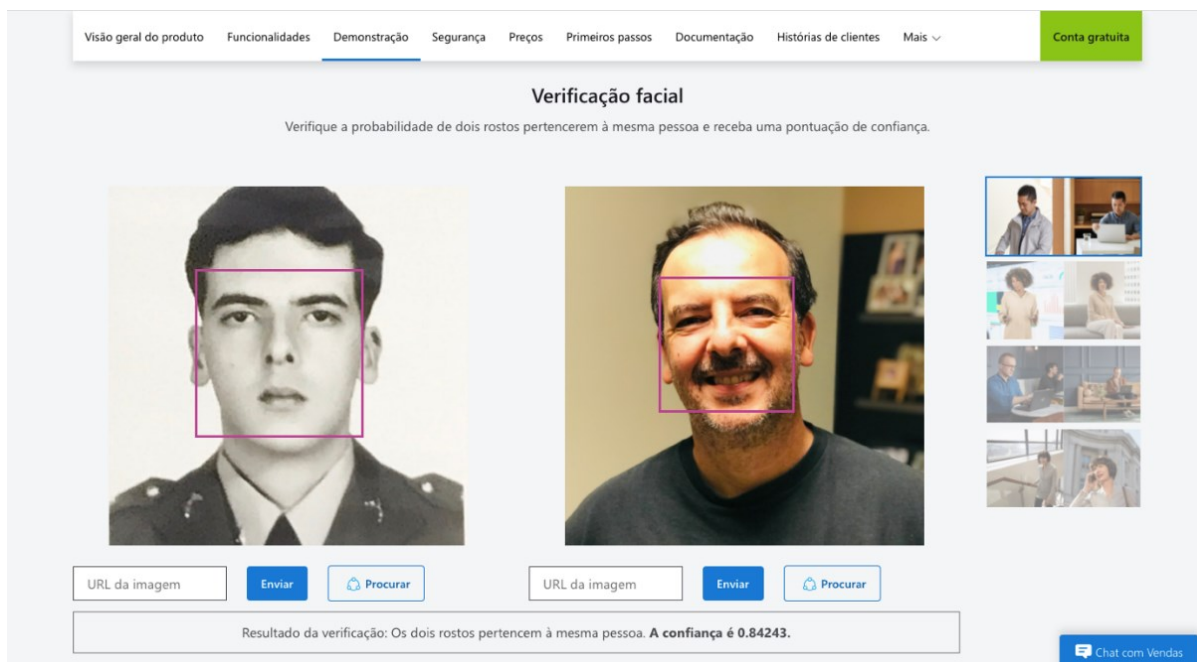 Visão geral do produto Funcionalidades Demonstração Segurança Preços Primeiros passos Documentação Histórias de clientes Mais Conta gratuita
Verificação facial
Verifique a probabilidade de dois rostos pertencerem à mesma pessoa e receba uma pontuação de confiança.
URL da imagem Enviar Procurar URL da imagem Enviar Procurar
Resultado da verificação: Os dois rostos pertencem à mesma pessoa. A confiança é 0.84243.
Chat com Vendas